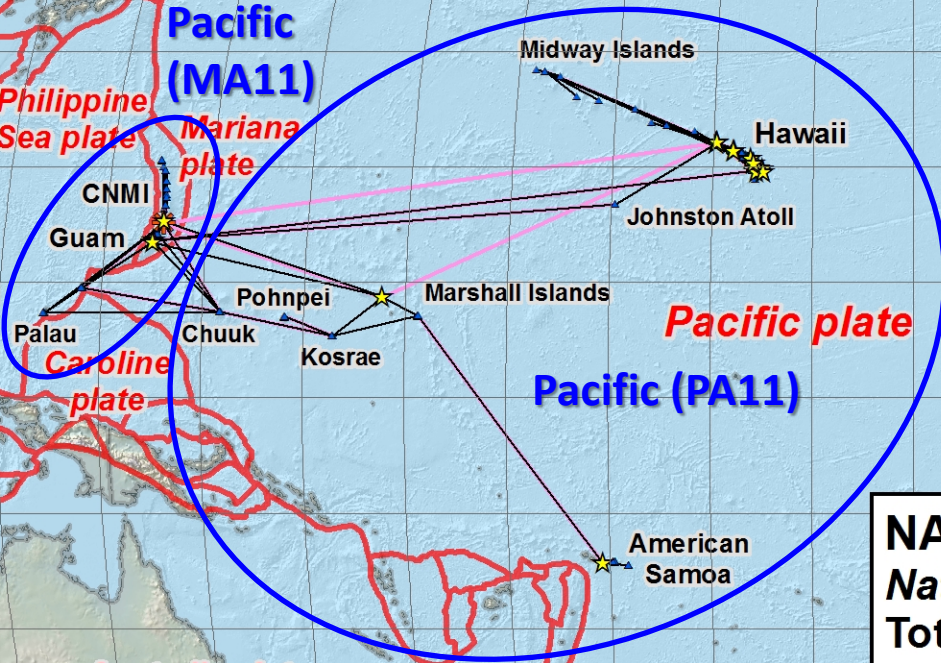 Pacific
(MA11)
Midway Islands
Philippine
Sea plate
Mariana
plate
Hawaii
CNMI
Guam
Johnston Atoll
Pohnpei
Marshall Islands
Palau
Chuuk
Kosrae
Pacific plate
Caroline
plate
Pacific (PA11)
American
Samoa
NA
Na
Tot